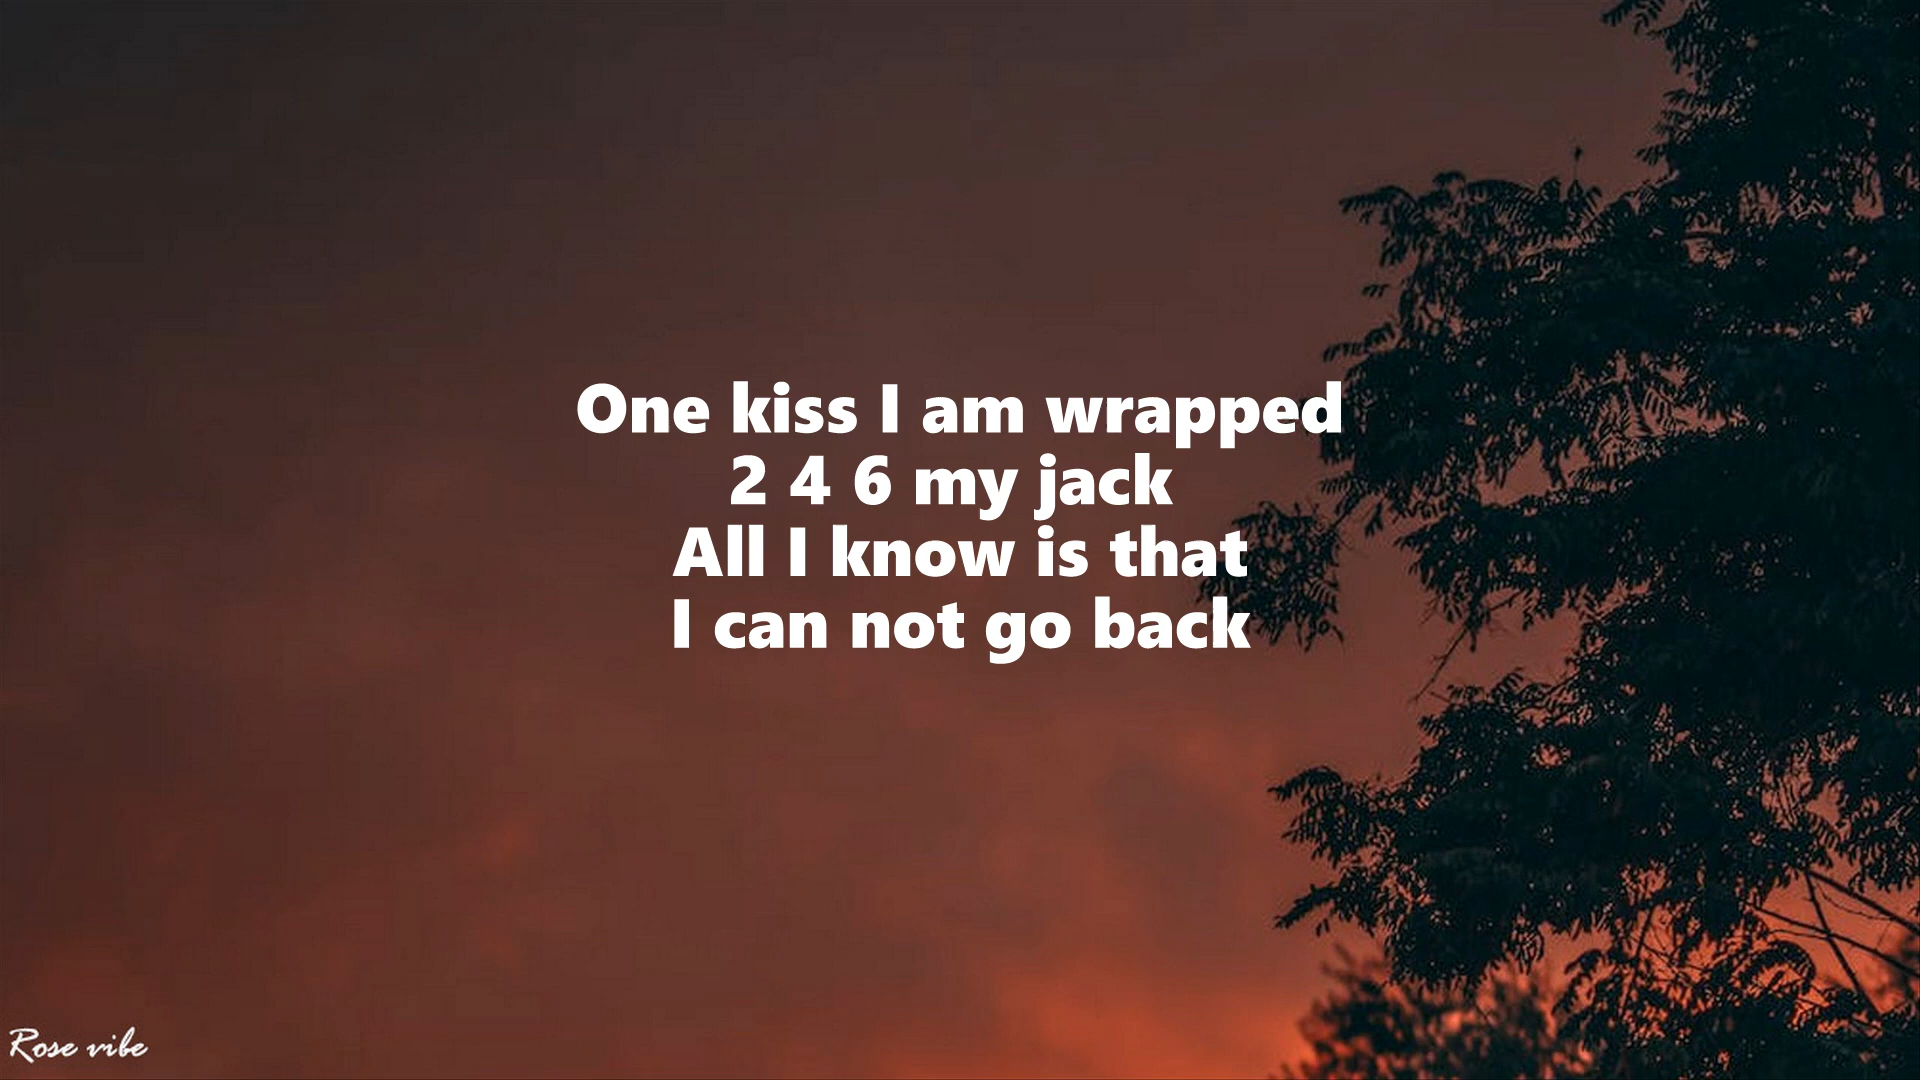 One kiss I am wrapped
2 4 6 my jack
All I know is that
I can not go back
Rose vibe